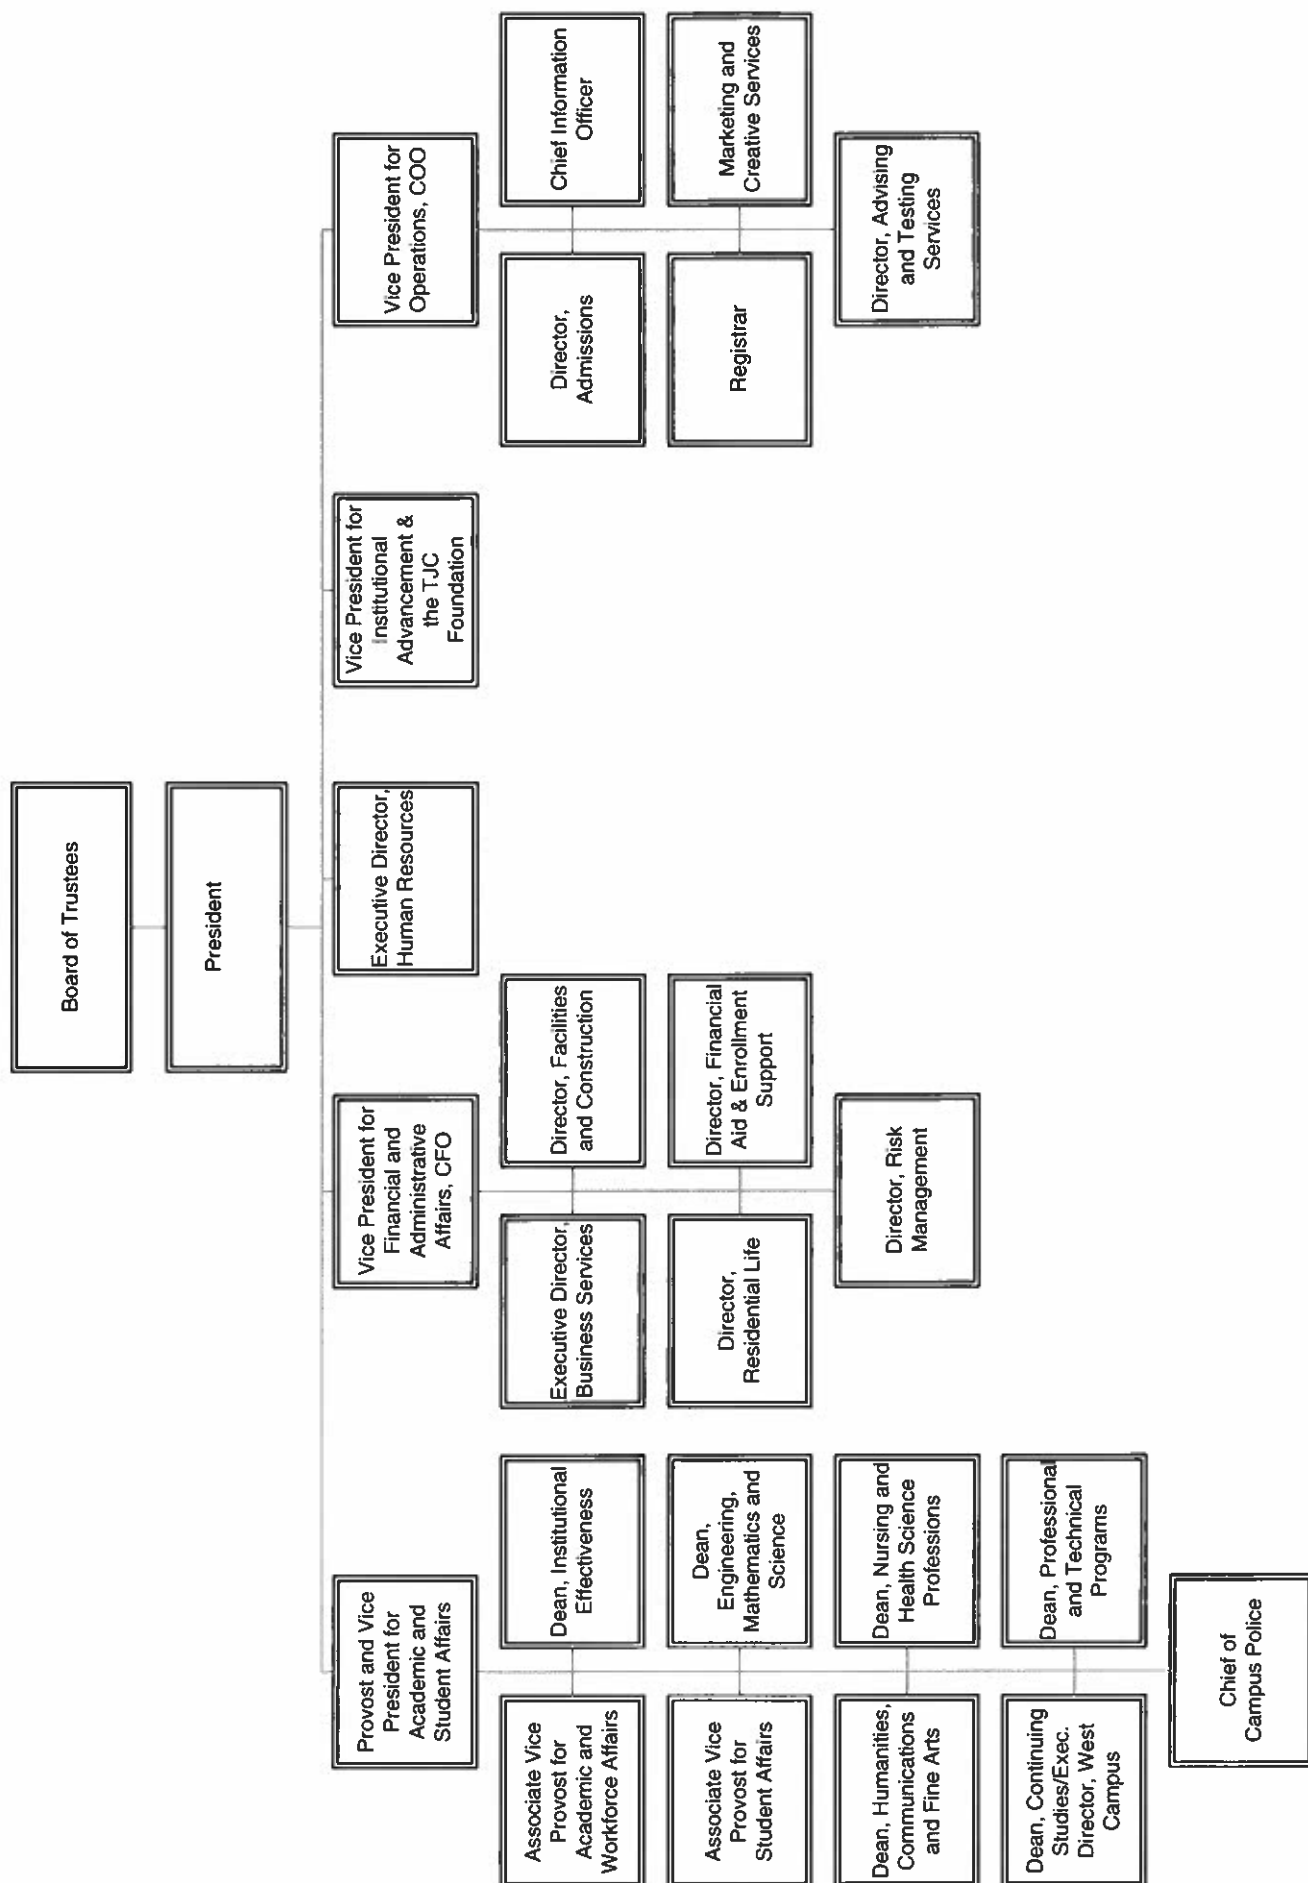 Board of Trustees
President
Provost and Vice
President for
Academic and
Student Affairs
Vice President for
Financial and
Administrative
Affairs, CFO
Executive Director,
Human Resources
Vice President for
Institutional
Advancement &
the TJC
Foundation
Vice President for
Operations, COO
Associate Vice
Provost for
Academic and
Workforce Affairs
Dean, Institutional
Effectiveness
Associate Vice
Provost for
Student Affairs
Dean,
Engineering,
Mathematics and
Science
Dean, Humanities,
Communications
and Fine Arts
Dean, Nursing and
Health Science
Professions
Dean, Continuing
Studies/Exec.
Director, West
Campus
Dean, Professional
and Technical
Programs
Chief of
Campus Police
Executive Director,
Business Services
Director, Facilities
and Construction
Director,
Residential Life
Director, Financial
Aid & Enrollment
Support
Director, Risk
Management
Director,
Admissions
Chief Information
Officer
Registrar
Marketing and
Creative Services
Director, Advising
and Testing
Services